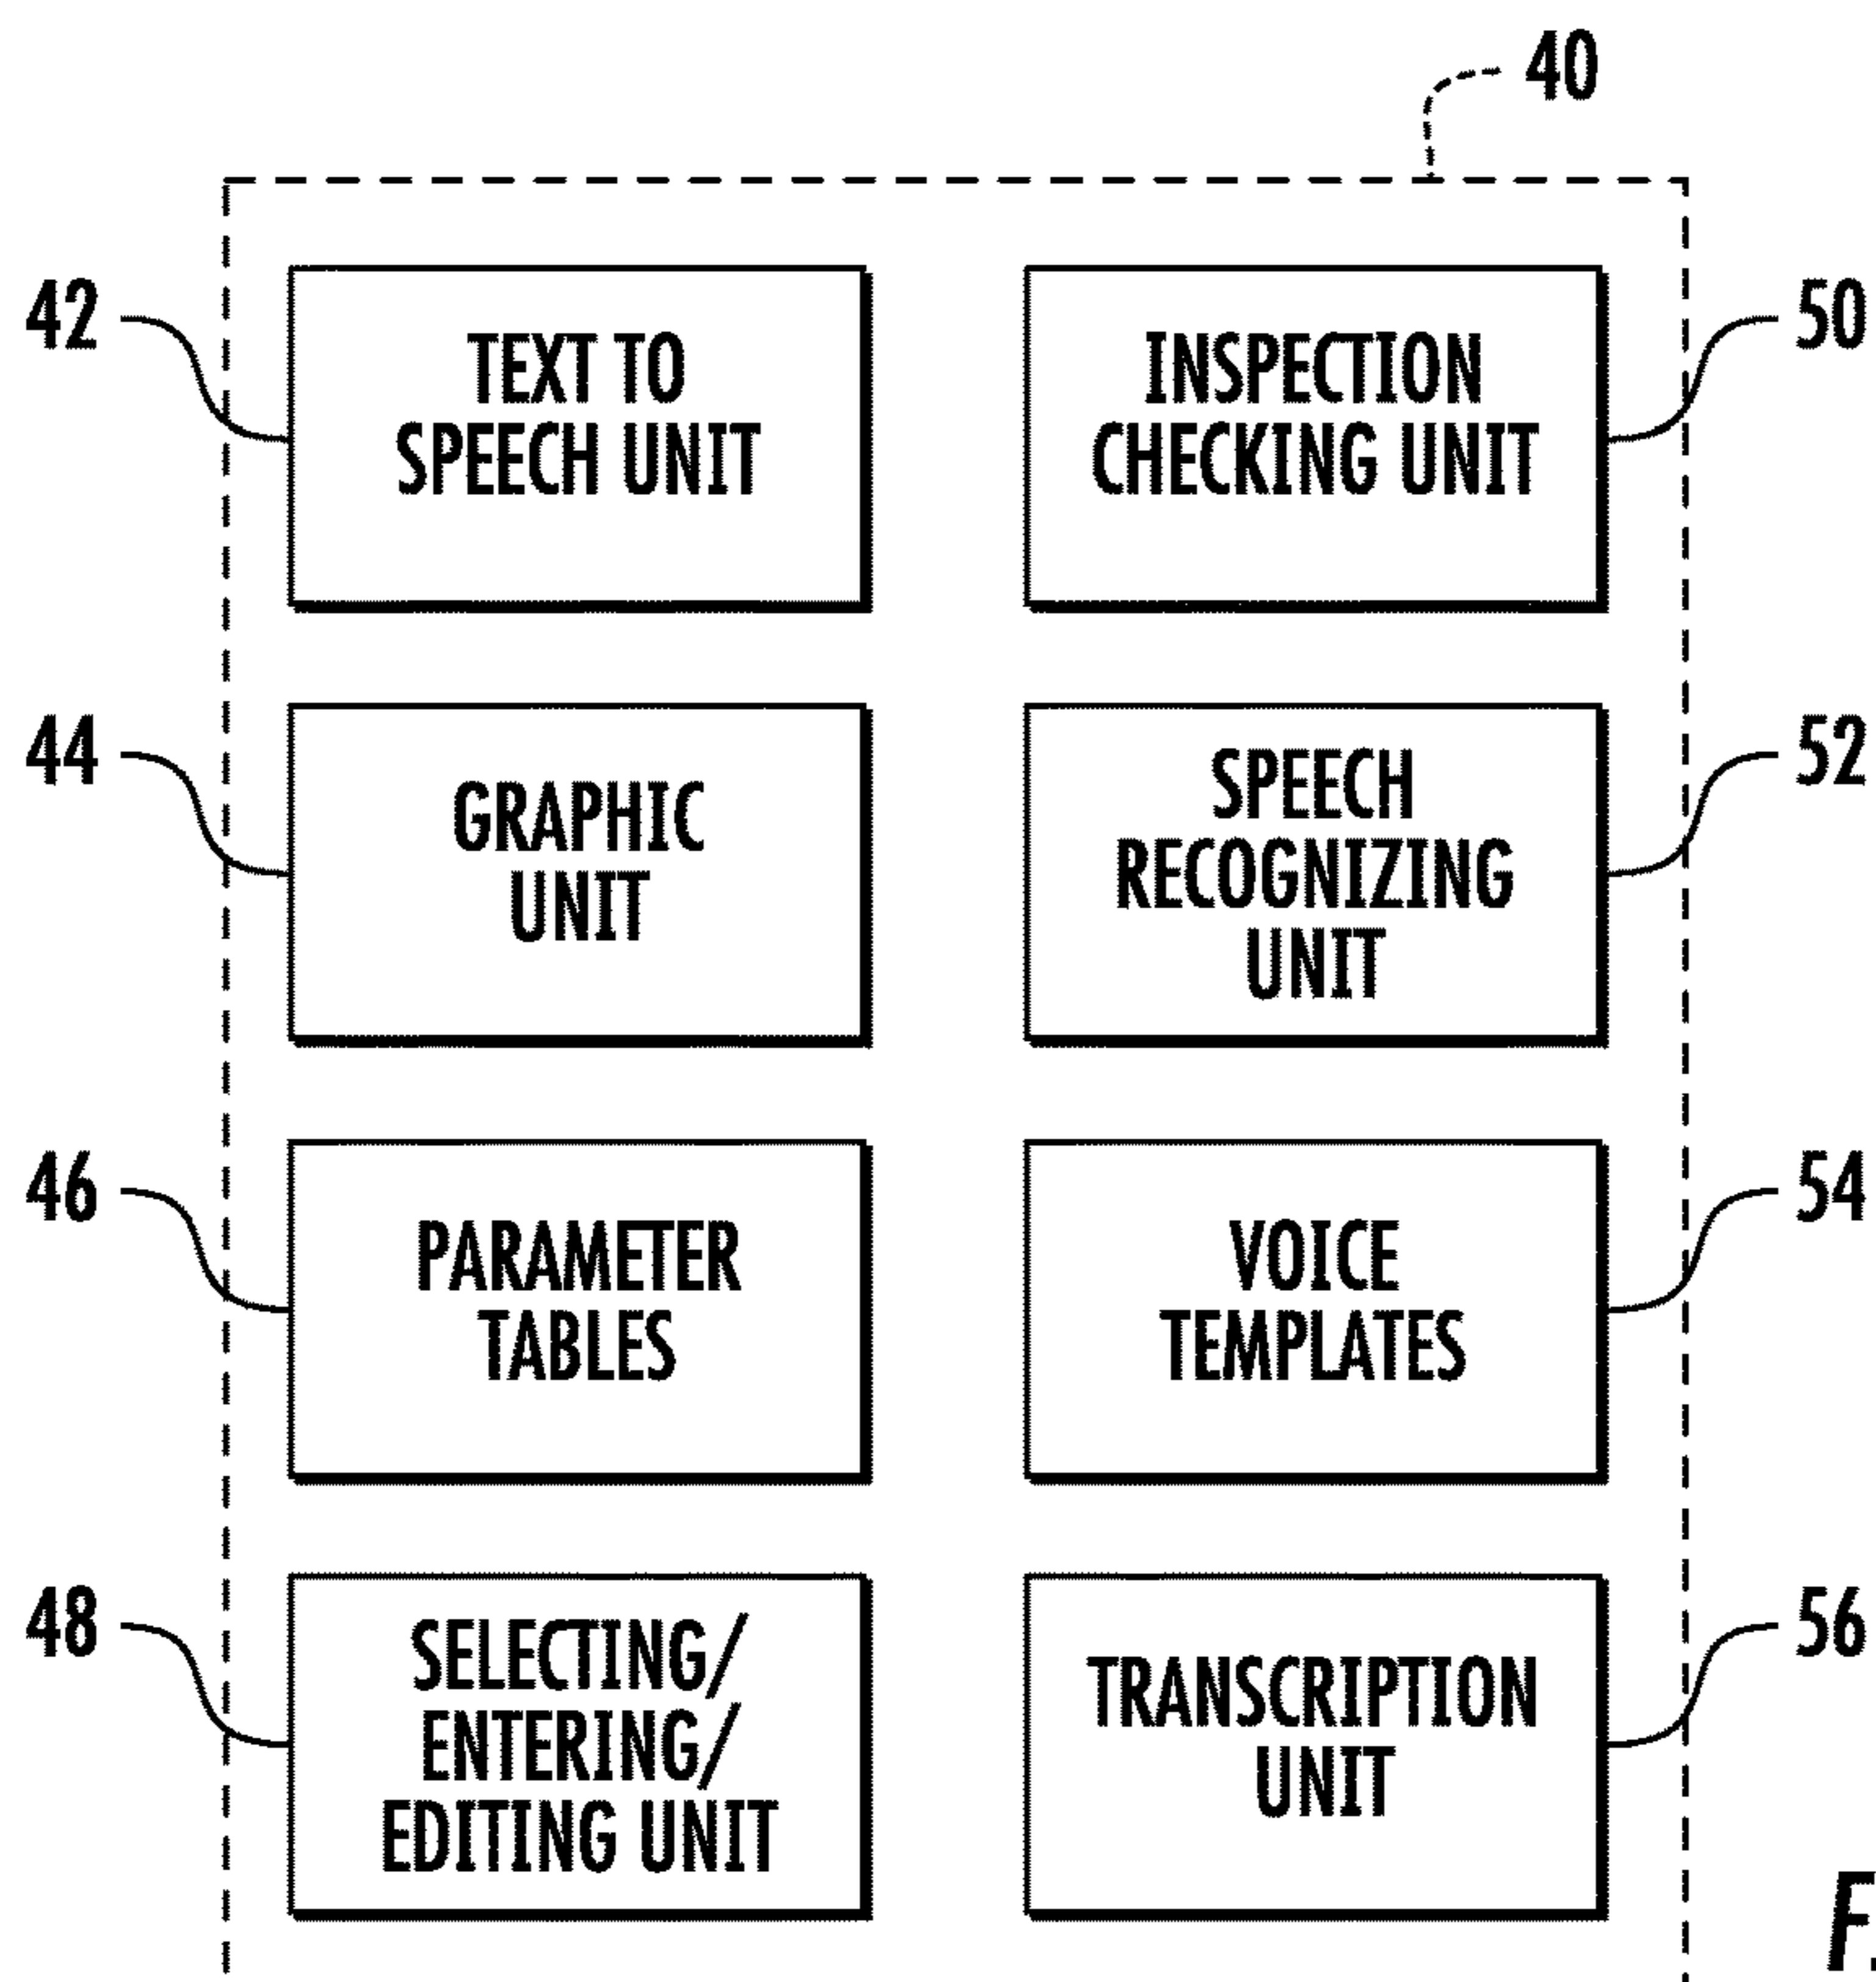 40
42
TEXT TO
SPEECH UNIT
INSPECTION
CHECKING UNIT
50
44
GRAPHIC
UNIT
SPEECH
RECOGNIZING
UNIT
52
46
PARAMETER
TABLES
VOICE
TEMPLATES
54
48
SELECTING/
ENTERING/
EDITING UNIT
TRANSCRIPTION
UNIT
56